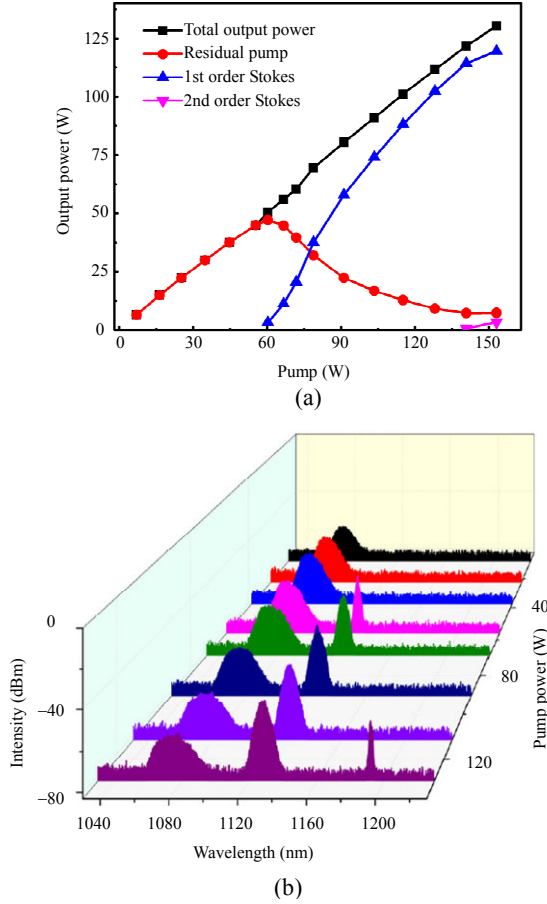 (a)
Total output power
Residual pump
1st order Stokes
2nd order Stokes
125
100
75
50
25
0
Output power (W)
0 30 60 90 120 150
Pump (W)
(a)
0
−40
−80
Intensity (dBm)
40
80
120
Pump power (W)
1040 1080 1120 1160 1200
Wavelength (nm)
(b)